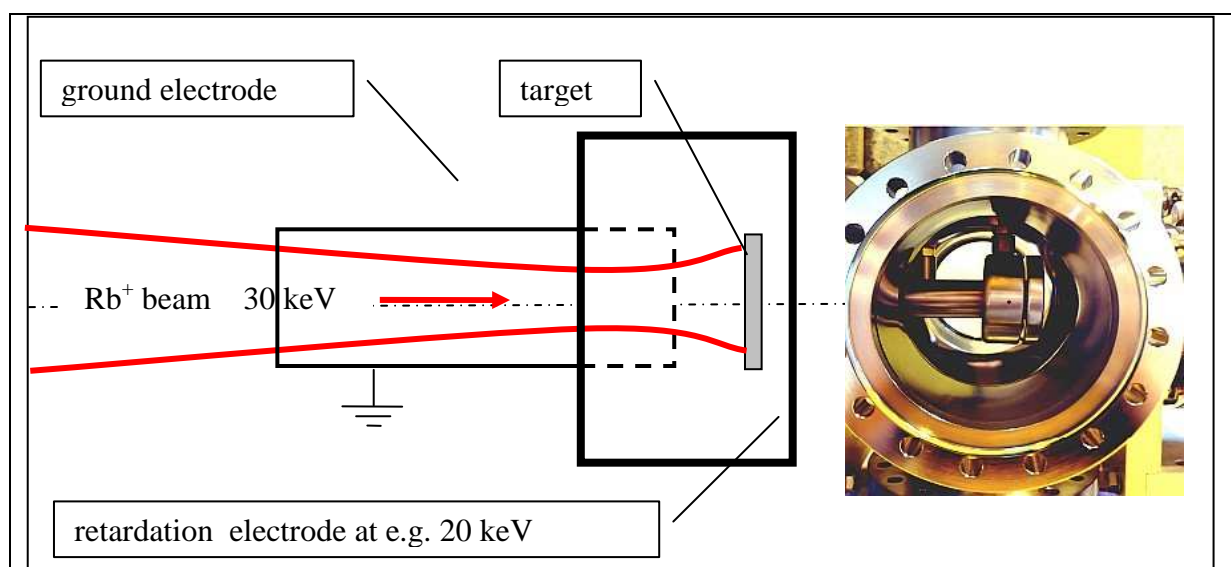 ground electrode
target
Rb⁺ beam 30 keV
retardation electrode at e.g. 20 keV